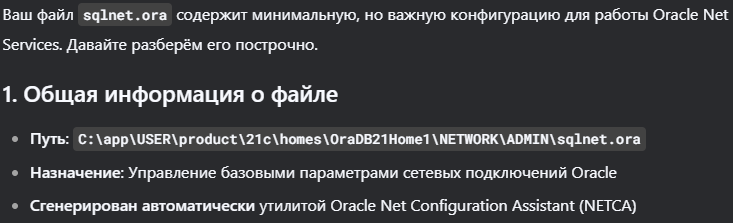 Ваш файл sqlnet.ora содержит минимальную, но важную конфигурацию для работы Oracle Net
Services. Давайте разберём его построчно.
1. Общая информация о файле
• Путь: C:\app\USER\product\21c\homes\OraDB21Home1\NETWORK\ADMIN\sqlnet.ora
• Назначение: Управление базовыми параметрами сетевых подключений Oracle
• Сгенерирован автоматически утилитой Oracle Net Configuration Assistant (NETCA)